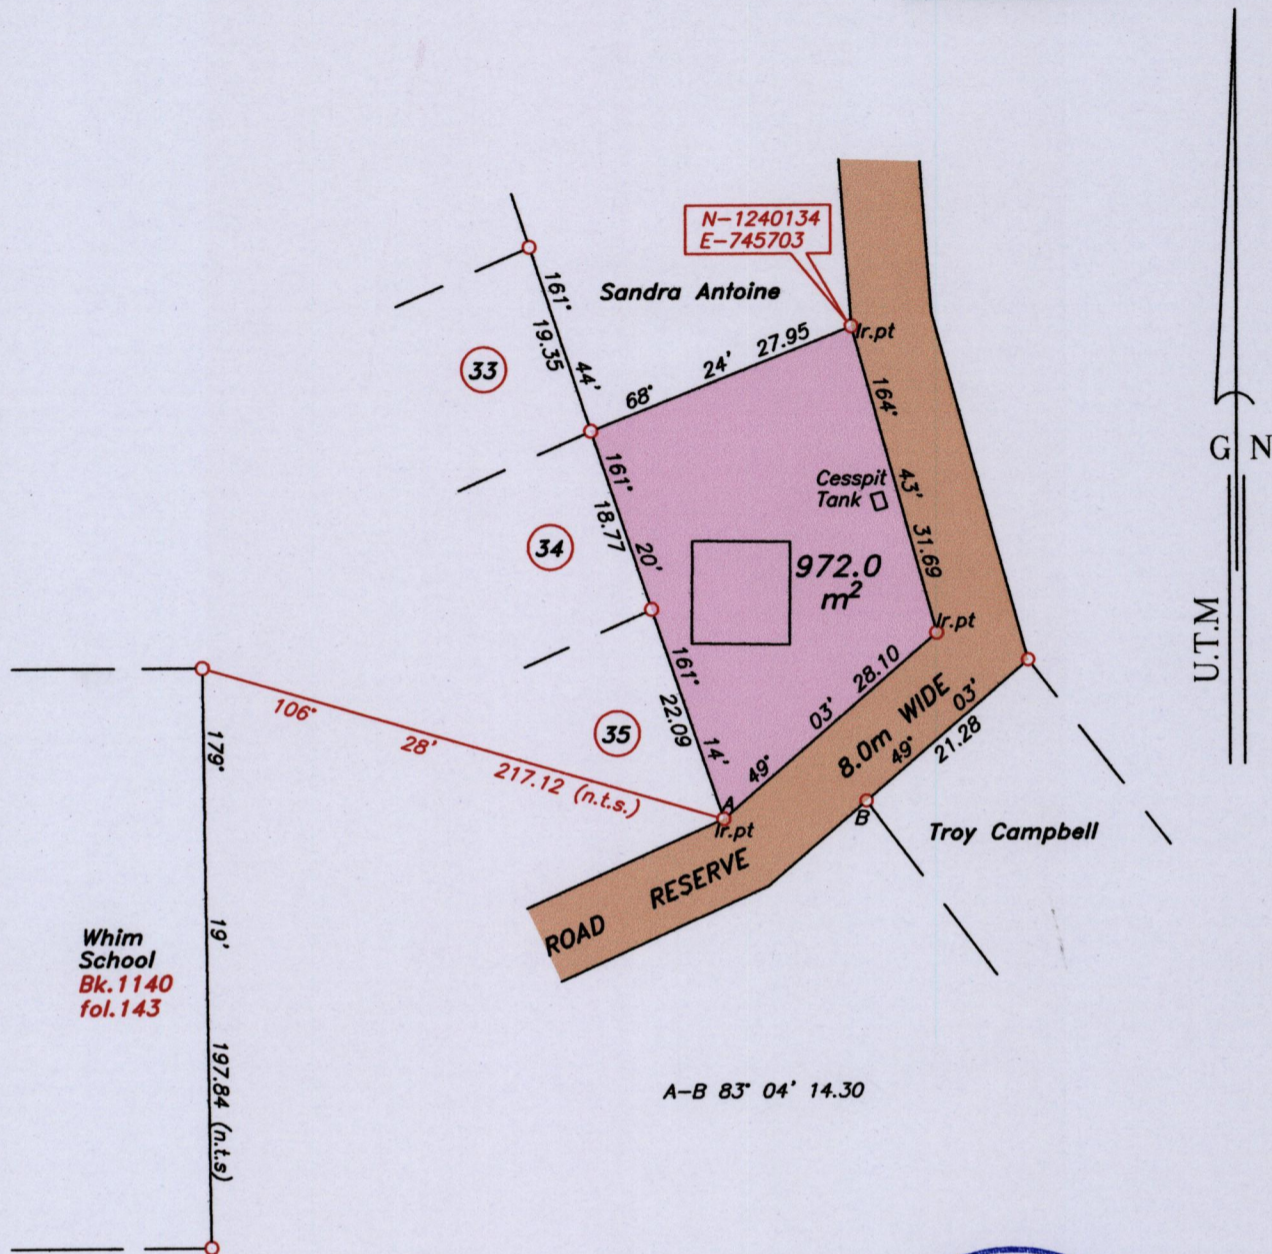 N-1240134
E-745703
Sandra Antoine
Ir.pt
161°
19.35
44'
68°
24'
27.95
33
164°
43'
31.69
Cesspit
Tank
161°
18.77
20'
34
972.0
m²
Ir.pt
161°
22.09
14'
35
49°
03'
28.10
8.0m WIDE
49°
03'
21.28
A
Ir.pt
B
Troy Campbell
ROAD RESERVE
106°
28'
217.12 (n.t.s.)
179°
19'
197.84 (n.t.s)
Whim
School
Bk.1140
fol.143
A-B 83° 04' 14.30
G N
U.T.M